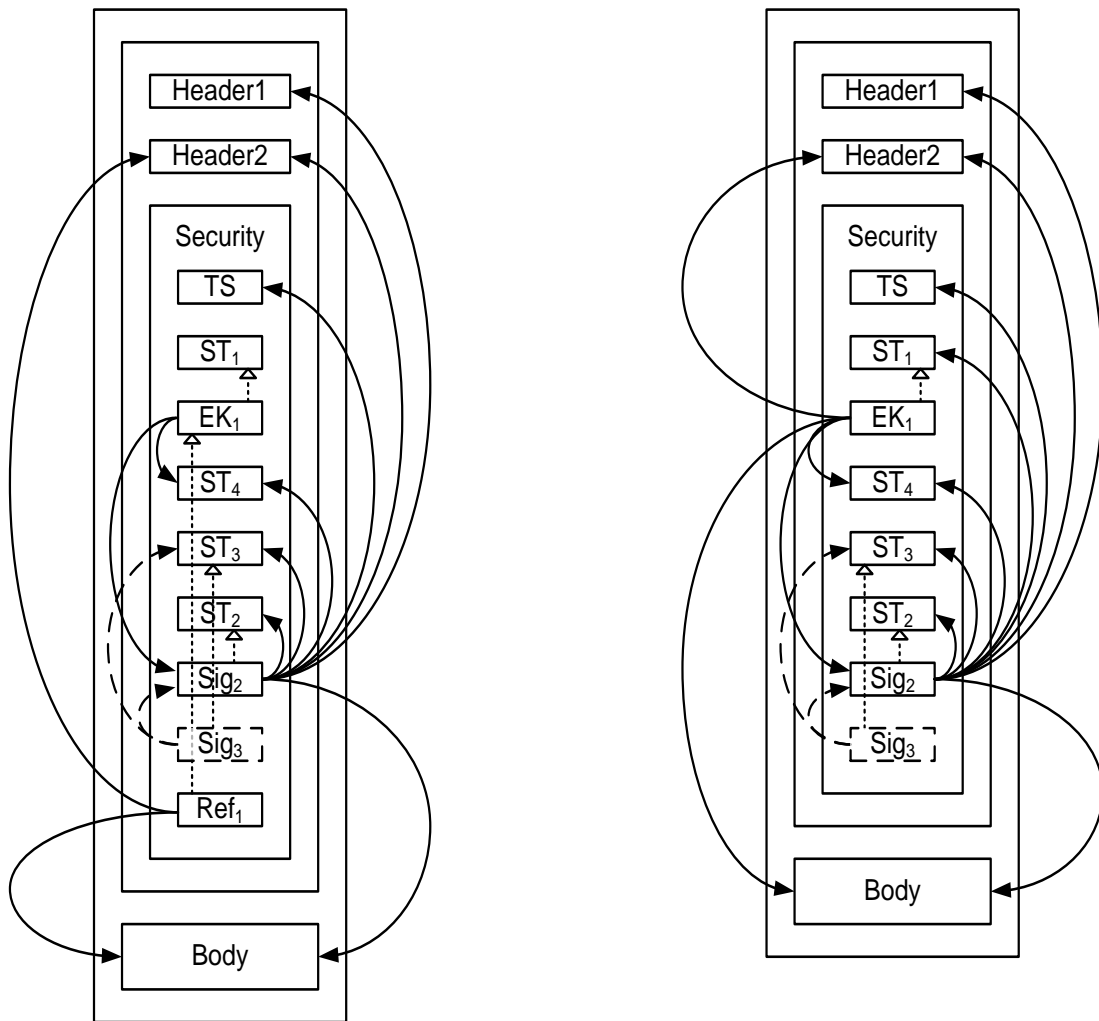 Header1
Header2
Security
TS
ST₁
EK₁
ST₄
ST₃
ST₂
Sig₂
Sig₃
Ref₁
Body
Header1
Header2
Security
TS
ST₁
EK₁
ST₄
ST₃
ST₂
Sig₂
Sig₃
Body